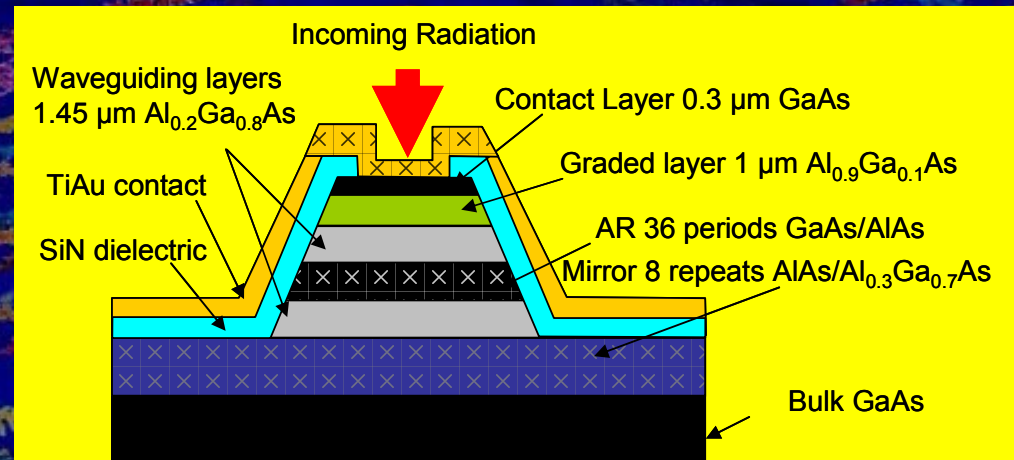 Incoming Radiation
Waveguiding layers
1.45 µm Al₀.₂Ga₀.₈As
Contact Layer 0.3 µm GaAs
Graded layer 1 µm Al₀.₉Ga₀.₁As
TiAu contact
AR 36 periods GaAs/AlAs
SiN dielectric
Mirror 8 repeats AlAs/Al₀.₃Ga₀.₇As
Bulk GaAs